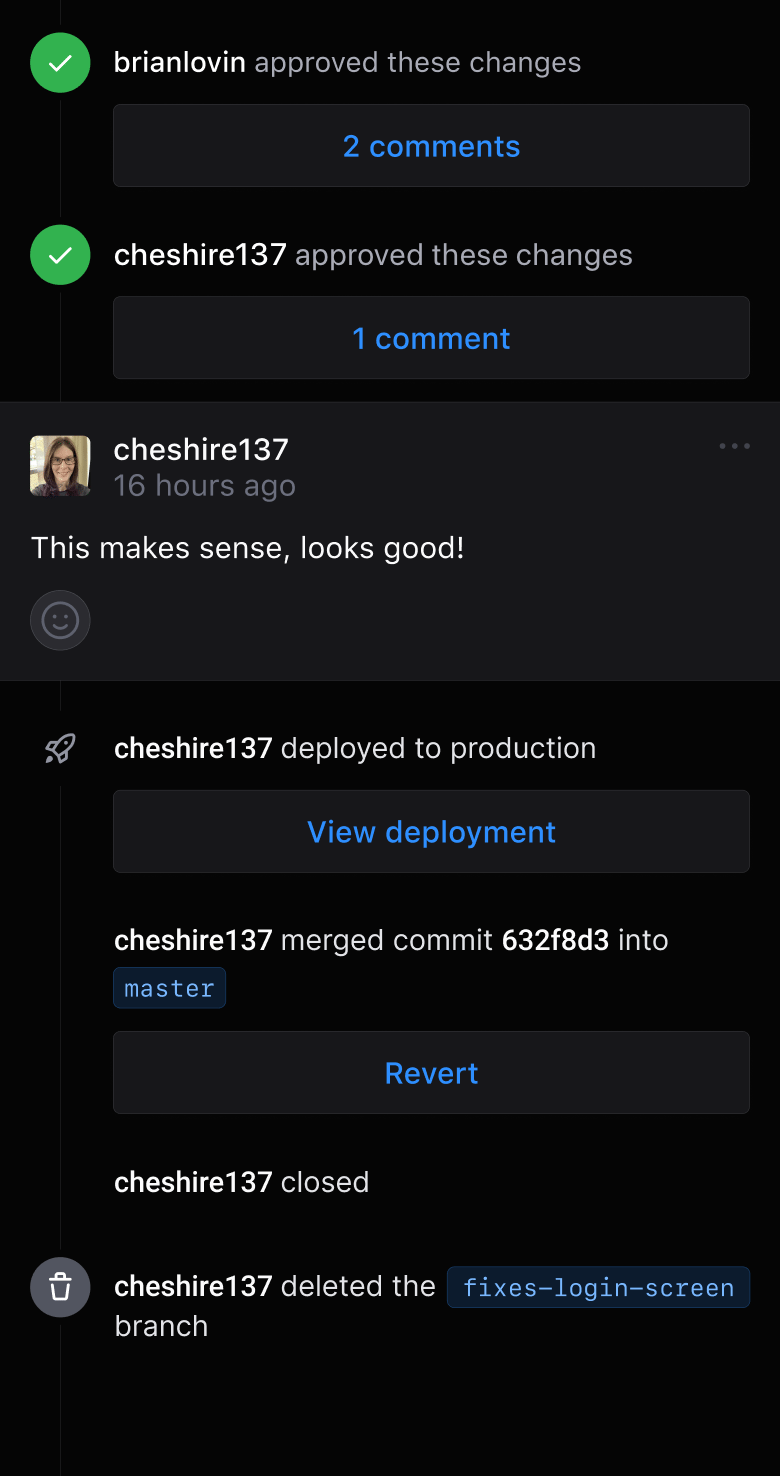 brianlovin approved these changes
2 comments
cheshire137 approved these changes
1 comment
cheshire137
16 hours ago
This makes sense, looks good!
cheshire137 deployed to production
View deployment
cheshire137 merged commit 632f8d3 into
master
Revert
cheshire137 closed
cheshire137 deleted the fixes-login-screen
branch